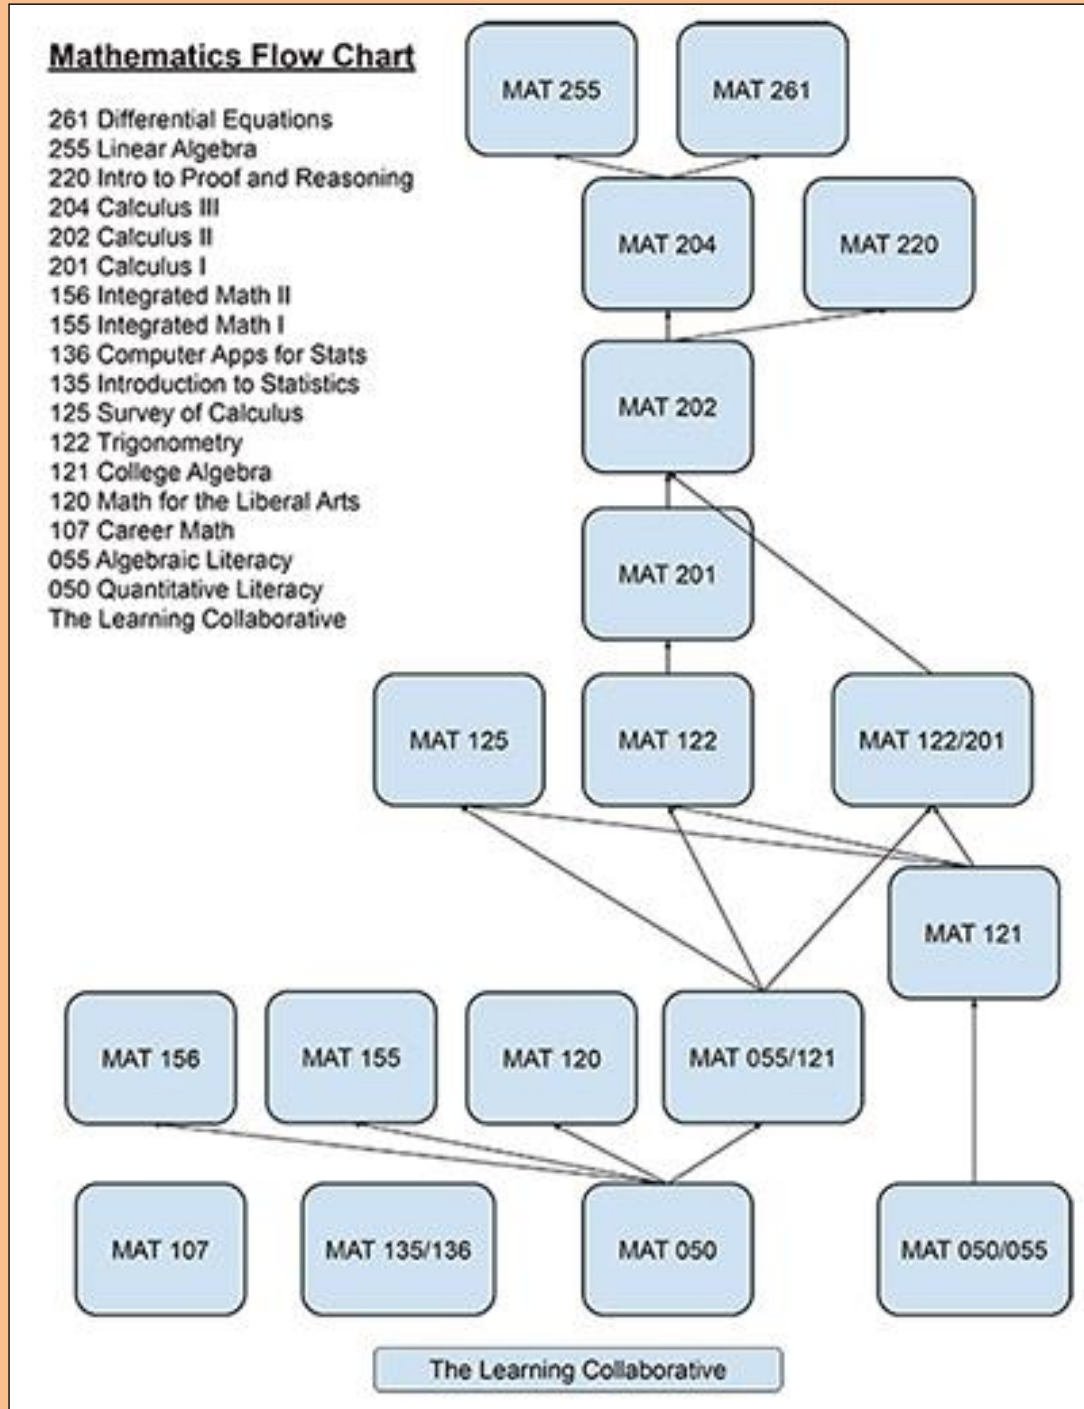 Mathematics Flow Chart
261 Differential Equations
255 Linear Algebra
220 Intro to Proof and Reasoning
204 Calculus III
202 Calculus II
201 Calculus I
156 Integrated Math II
155 Integrated Math I
136 Computer Apps for Stats
135 Introduction to Statistics
125 Survey of Calculus
122 Trigonometry
121 College Algebra
120 Math for the Liberal Arts
107 Career Math
055 Algebraic Literacy
050 Quantitative Literacy
The Learning Collaborative
MAT 255
MAT 261
MAT 204
MAT 220
MAT 202
MAT 201
MAT 125
MAT 122
MAT 122/201
MAT 121
MAT 156
MAT 155
MAT 120
MAT 055/121
MAT 107
MAT 135/136
MAT 050
MAT 050/055
The Learning Collaborative